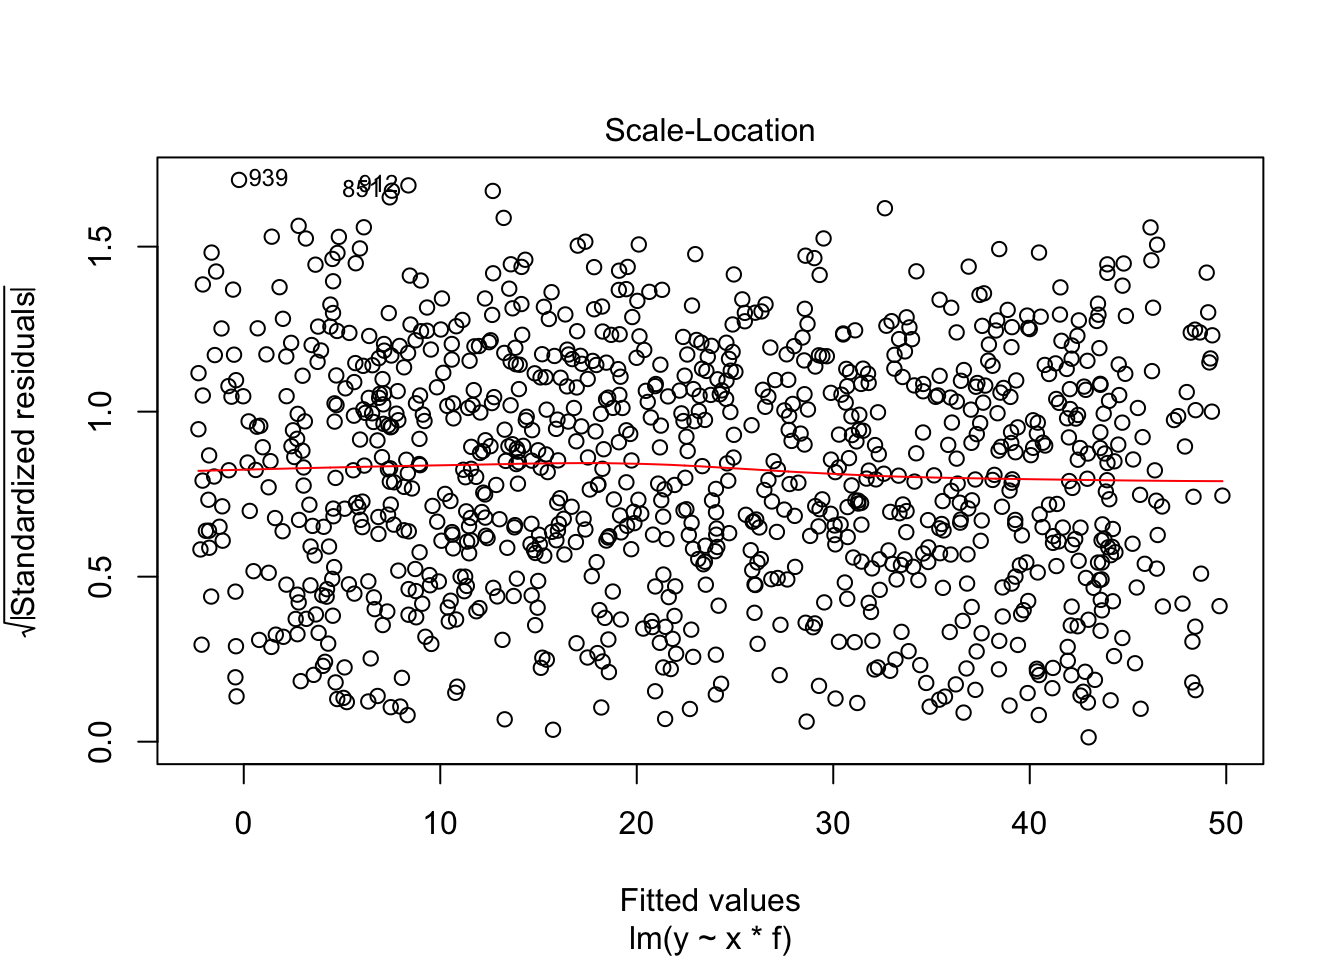 Scale-Location
939
912
851
√|Standardized residuals|
1.5
1.0
0.5
0.0
0 10 20 30 40 50
Fitted values
lm(y ~ x * f)